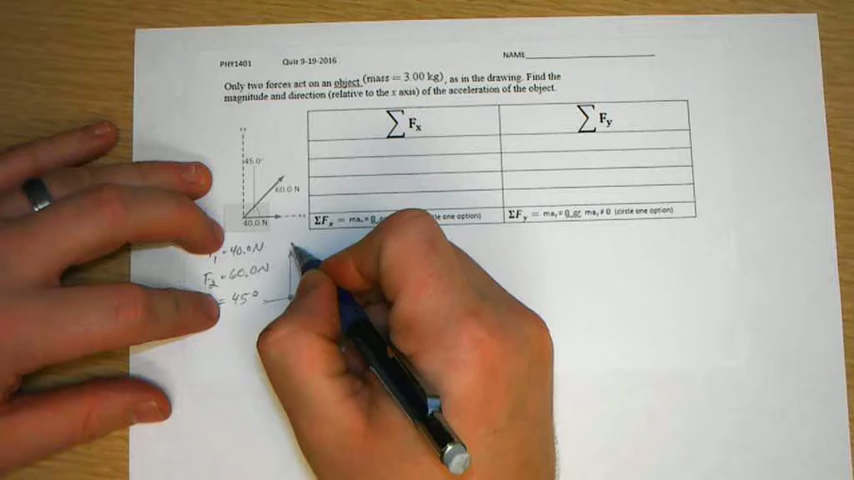 PHY1401 Quiz 9-19-2016 NAME
Only two forces act on an object (mass = 3.00 kg), as in the drawing. Find the
magnitude and direction (relative to the x axis) of the acceleration of the object.
∑ Fx ∑ Fy
45.0°
60.0 N
40.0 N
ΣFx = max = 0 or circle one option) ΣFy = may = 0 or may ≠ 0 (circle one option)
= 40.0N
F2 = 60.0N
= 45°